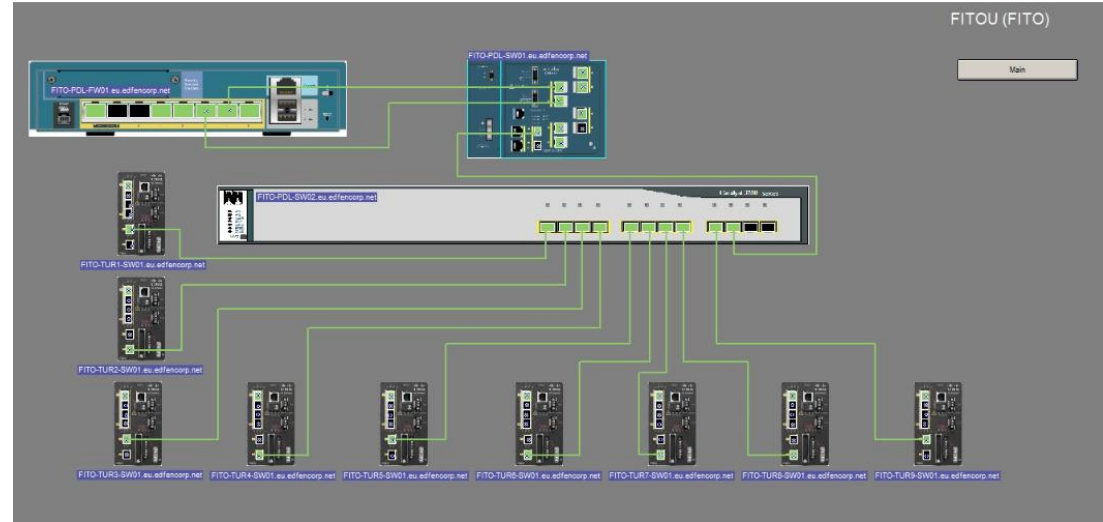 FITOU (FITO)
Main
FITO-PDL-SW01.eu.edfencorp.net
FITO-PDL-FW01.eu.edfencorp.net
FITO-PDL-SW02.eu.edfencorp.net
FITO-TUR1-SW01.eu.edfencorp.net
FITO-TUR2-SW01.eu.edfencorp.net
FITO-TUR3-SW01.eu.edfencorp.net FITO-TUR4-SW01.eu.edfencorp.net FITO-TUR5-SW01.eu.edfencorp.net FITO-TUR6-SW01.eu.edfencorp.net FITO-TUR7-SW01.eu.edfencorp.net FITO-TUR8-SW01.eu.edfencorp.net FITO-TUR9-SW01.eu.edfencorp.net